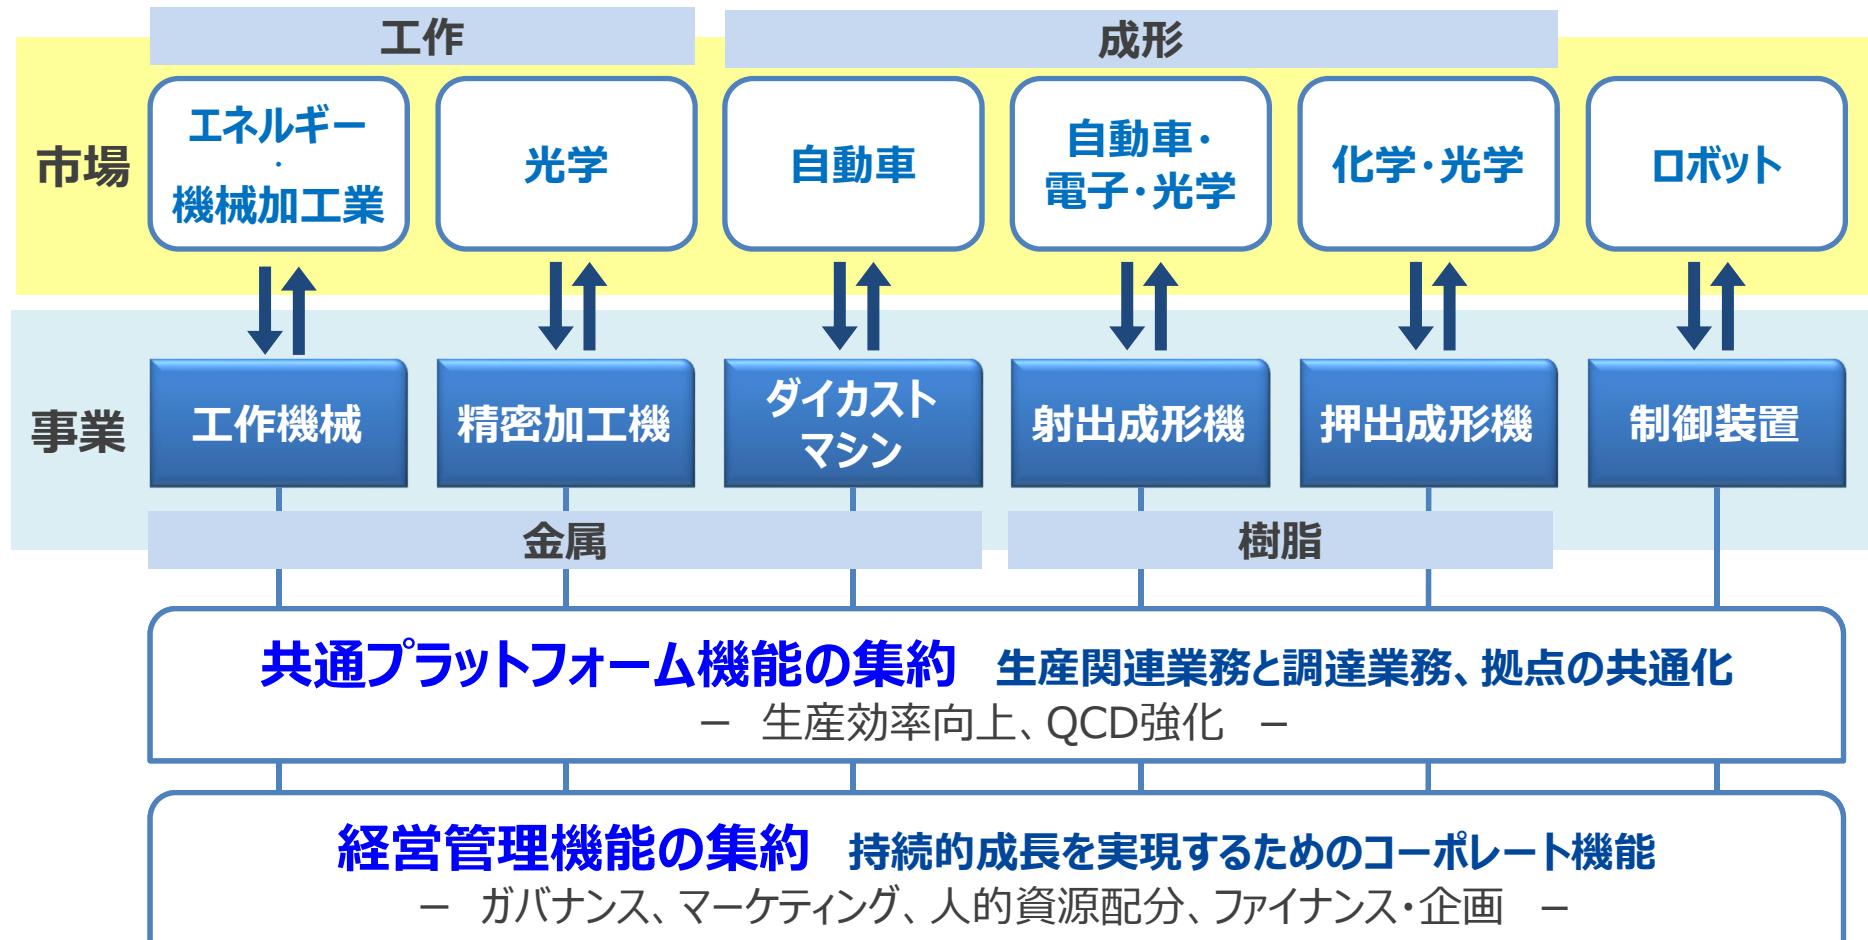 工作
成形
市場
エネルギー
・
機械加工業
光学
自動車
自動車・
電子・光学
化学・光学
ロボット
事業
工作機械
精密加工機
ダイカスト
マシン
射出成形機
押出成形機
制御装置
金属
樹脂
共通プラットフォーム機能の集約 生産関連業務と調達業務、拠点の共通化
－ 生産効率向上、QCD強化 －
経営管理機能の集約 持続的成長を実現するためのコーポレート機能
－ ガバナンス、マーケティング、人的資源配分、ファイナンス・企画 －